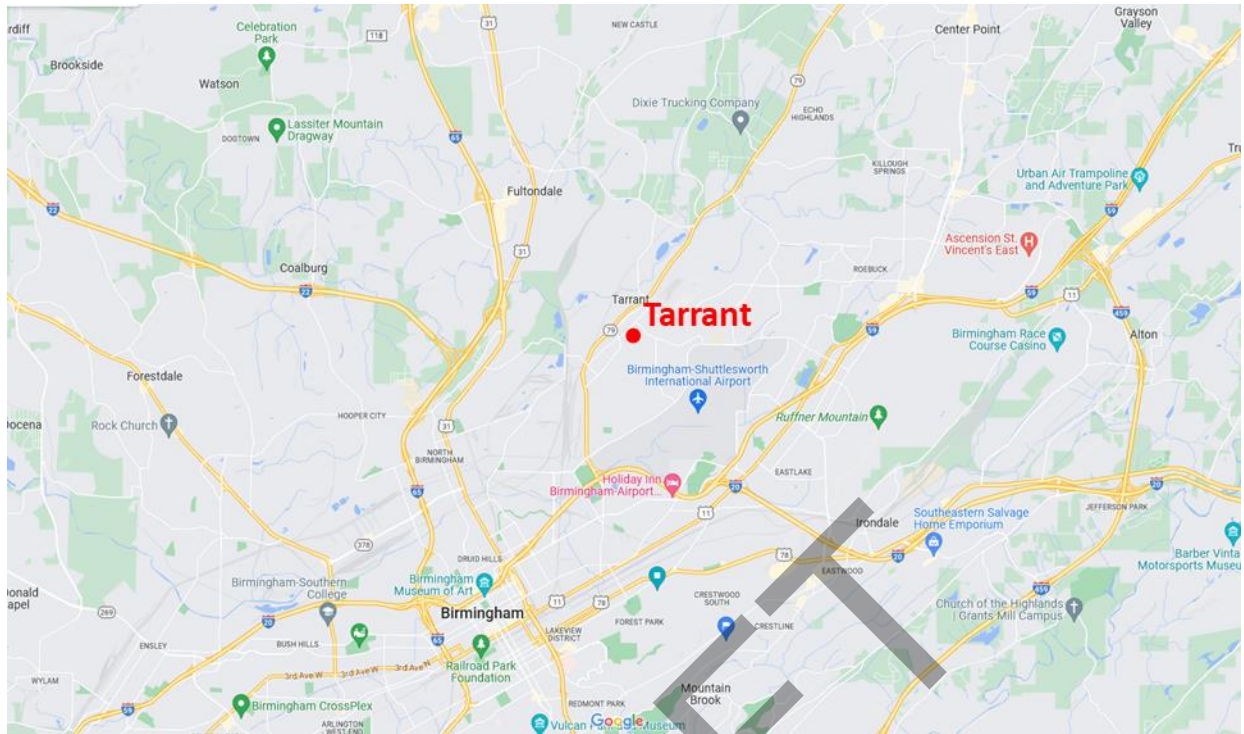 rdiff
Celebration
Park
118
31
NEW CASTLE
Grayson
Valley
Center Point
Brookside
Watson
79
Dixie Trucking Company
ECHO
HIGHLANDS
59
DOGTOWN
Lassiter Mountain
Dragway
65
KILLOUGH
SPRINGS
Tru
Urban Air Trampoline
and Adventure Park
59
Fultondale
22
31
Ascension St.
Vincent's East
Coalburg
22
ROEBUCK
59
11
Tarrant
Tarrant
79
59
459
Birmingham Race
Course Casino
Alton
Forestdale
Birmingham-Shuttlesworth
International Airport
HOOPER CITY
Ruffner Mountain
Docena
Rock Church
31
NORTH
BIRMINGHAM
EASTLAKE
65
Holiday Inn
Birmingham-Airport...
20
20
11
JEFFERSON PARK
Irondale
Southeastern Salvage
Home Emporium
378
DRUID HILLS
78
20
EASTWOOD
Barber Vinta
Motorsports Museu
Birmingham-Southern
College
Birmingham
Museum of Art
459
onald
apel
269
Birmingham
11
78
CRESTWOOD
SOUTH
Church of the Highlands
| Grants Mill Campus
20
ENSLEY
BUSH HILLS
65
LAKEVIEW
DISTRICT
FOREST PARK
CRESTLINE
3rd Ave W
3rd Ave N
Railroad Park
Foundation
WYLAM
Mountain
Brook
Birmingham CrossPlex
REDMONT PARK
59
ARLINGTON
WEST END
Vulcan Park and Museum
Google